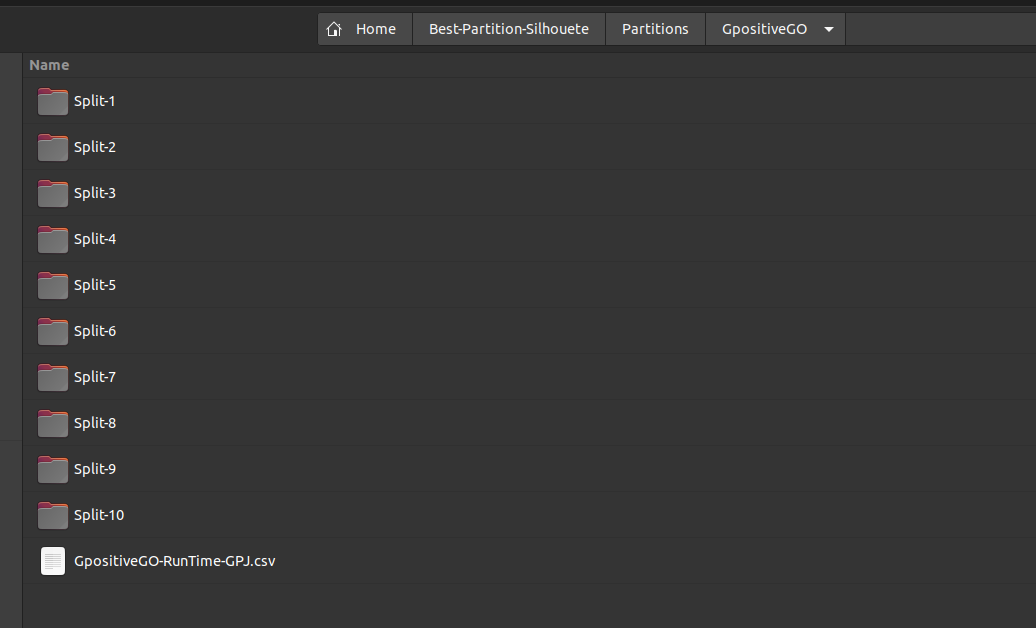 Home Best-Partition-Silhouete Partitions GpositiveGO
Name
Split-1
Split-2
Split-3
Split-4
Split-5
Split-6
Split-7
Split-8
Split-9
Split-10
GpositiveGO-RunTime-GPJ.csv